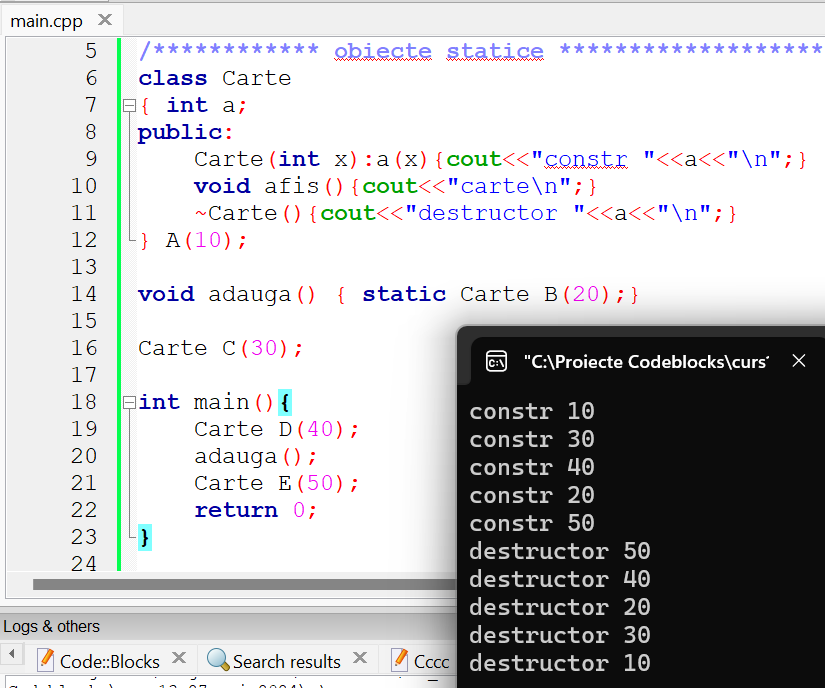 main.cpp
5 /************ obiecte statice *******************
6 class Carte
7 { int a;
8 public:
9 Carte(int x):a(x){cout<<"constr "<<a<<"\n";}
10 void afis(){cout<<"carte\n";}
11 ~Carte(){cout<<"destructor "<<a<<"\n";}
12 } A(10);
13
14 void adauga() { static Carte B(20);}
15
16 Carte C(30);
17
18 int main(){
19 Carte D(40);
20 adauga();
21 Carte E(50);
22 return 0;
23 }
24
"C:\Proiecte Codeblocks\curs
constr 10
constr 30
constr 40
constr 20
constr 50
destructor 50
destructor 40
destructor 20
destructor 30
destructor 10
Logs & others
Code::Blocks
Search results
Cccc